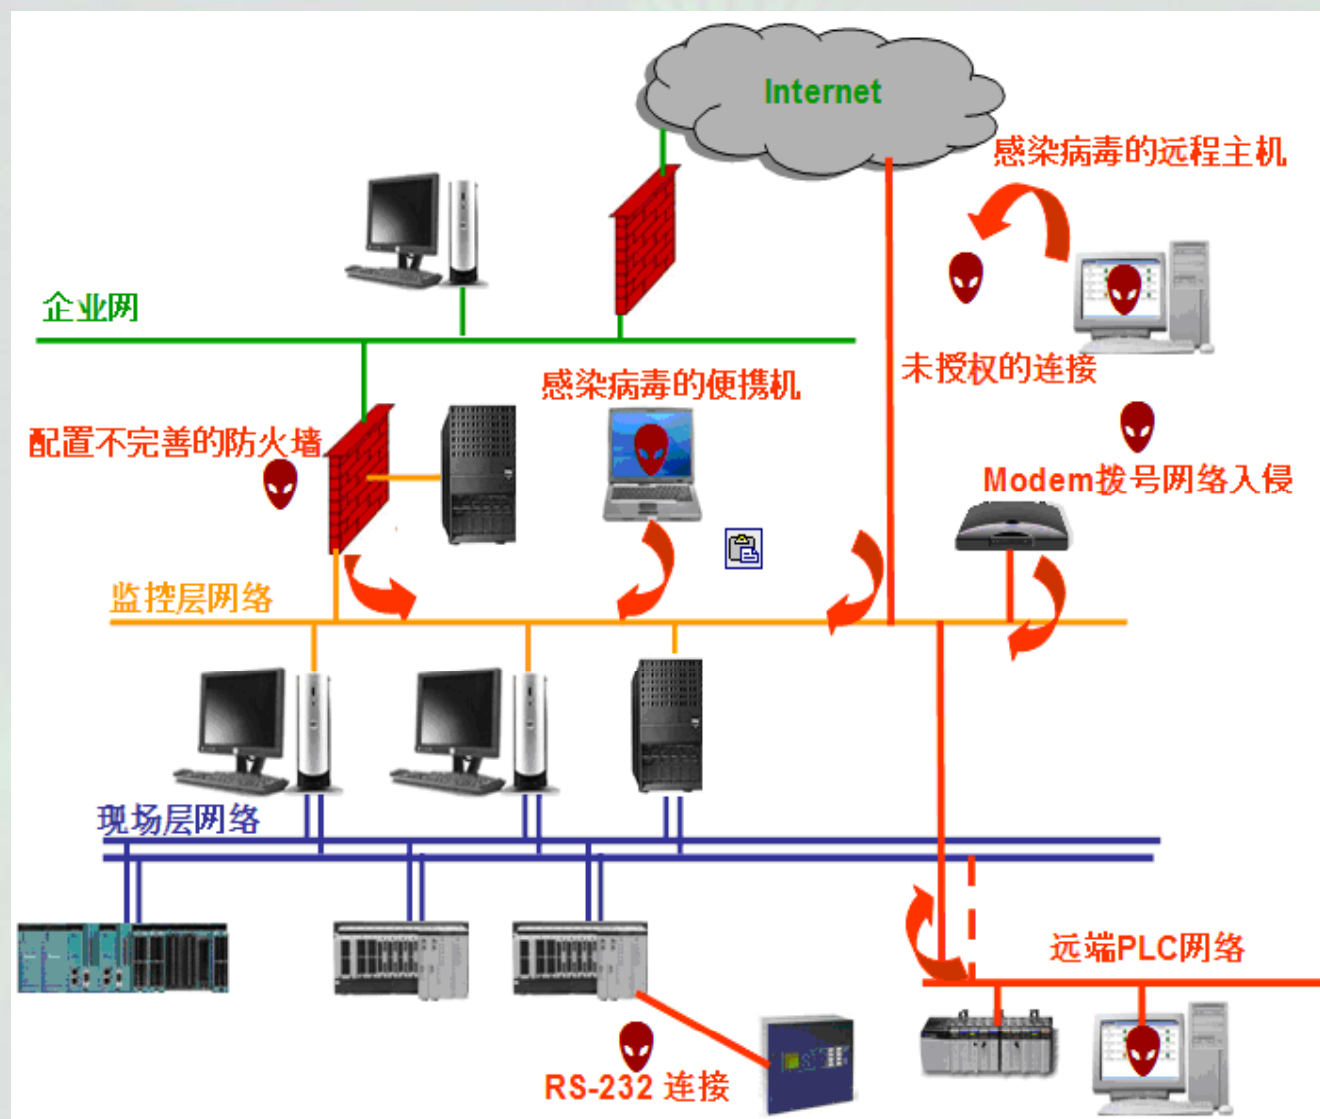 Internet
感染病毒的远程主机
企业网
未授权的连接
感染病毒的便携机
配置不完善的防火墙
Modem拨号网络入侵
监控层网络
现场层网络
远端PLC网络
RS-232 连接